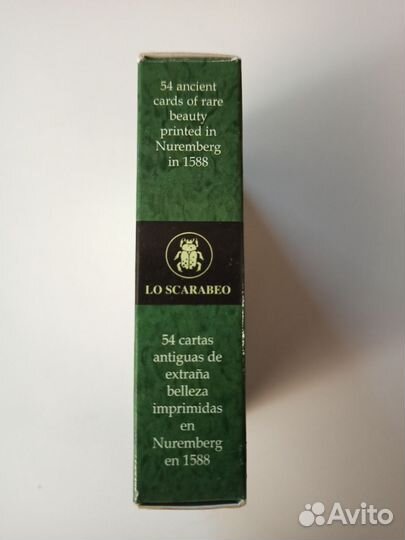 54 ancient
cards of rare
beauty
printed in
Nuremberg
in 1588
LO SCARABEO
54 cartas
antiguas de
extraña
belleza
imprimidas
en
Nuremberg
en 1588
Avito